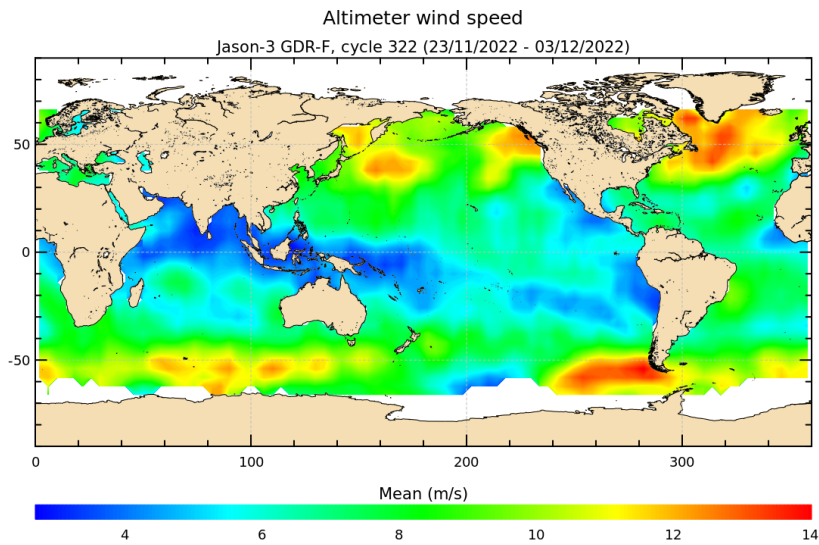 Altimeter wind speed
Jason-3 GDR-F, cycle 322 (23/11/2022 - 03/12/2022)
50
0
-50
0 100 200 300
Mean (m/s)
4 6 8 10 12 14